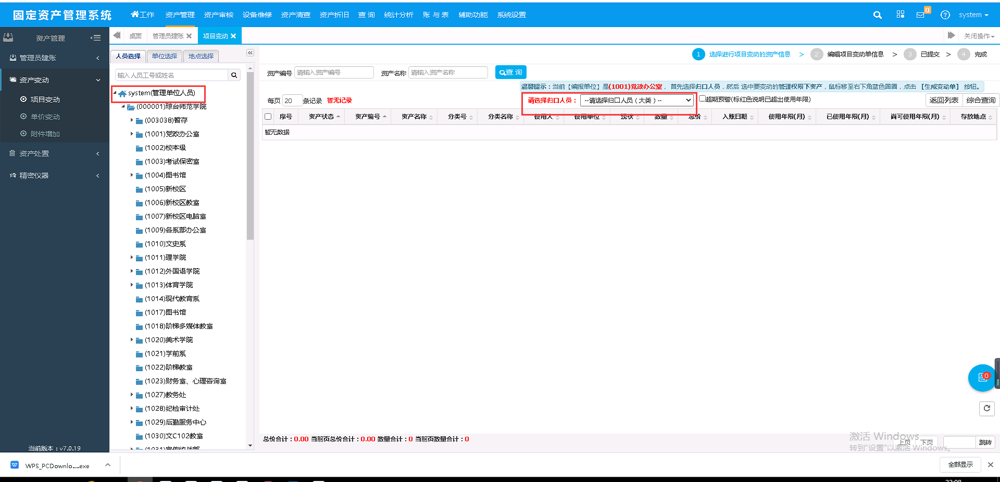 固定资产管理系统
工作 资产管理 资产审核 设备维修 资产清查 资产折旧 查 询 统计分析 账 与 表 辅助功能 系统设置
0
system
资产管理
桌面 管理员建账 项目变动
关闭操作
管理员建账
资产变动
项目变动
单价变动
附件增加
资产处置
精密仪器
当前版本：v7.0.19
人员选择 单位选择 地点选择
输入人员工号或姓名
system(管理单位人员)
(000001)琼台师范学院
(003038)暂存
(1001)党政办公室
(1002)校本级
(1003)考试保密室
(1004)图书馆
(1005)新校区
(1006)新校区教室
(1007)新校区电脑室
(1009)各系部办公室
(1010)文史系
(1011)理学院
(1012)外国语学院
(1013)体育学院
(1014)现代教育系
(1017)图书馆
(1018)阶梯多媒体教室
(1020)美术学院
(1021)学前系
(1022)阶梯教室
(1023)财务室、心理咨询室
(1027)教务处
(1028)纪检审计处
(1029)后勤服务中心
(1030)文C102教室
(1031)宣传统战部
1 选择进行项目变动的资产信息 > 2 编辑项目变动单信息 > 3 已提交 > 4 完成
资产编号 请输入资产编号 资产名称 请输入资产名称 查 询
温馨提示：当前【编报单位】是(1001)党政办公室，首先选择归口人员，然后 选中要变动的管理权限下资产，鼠标移至右下角蓝色圆圈，点击 【生成变动单】 按钮。
每页 20 条记录 暂无记录
请选择归口人员： --请选择归口人员（大类）-- 超期预警(标红色说明已超出使用年限)
返回列表 综合查询
序号 资产状态 资产编号 资产名称 分类号 分类名称 使用人 使用单位 现状 数量 总价 入账日期 使用年限(月) 已使用年限(月) 尚可使用年限(月) 存放地点
暂无数据
0
总价合计：0.00 当前页总价合计：0.00 数量合计：0 当前页数量合计：0
上页 下页 跳转
激活 Windows
转到"设置"以激活 Windows。
WPS_PCDownlo....exe
全部显示